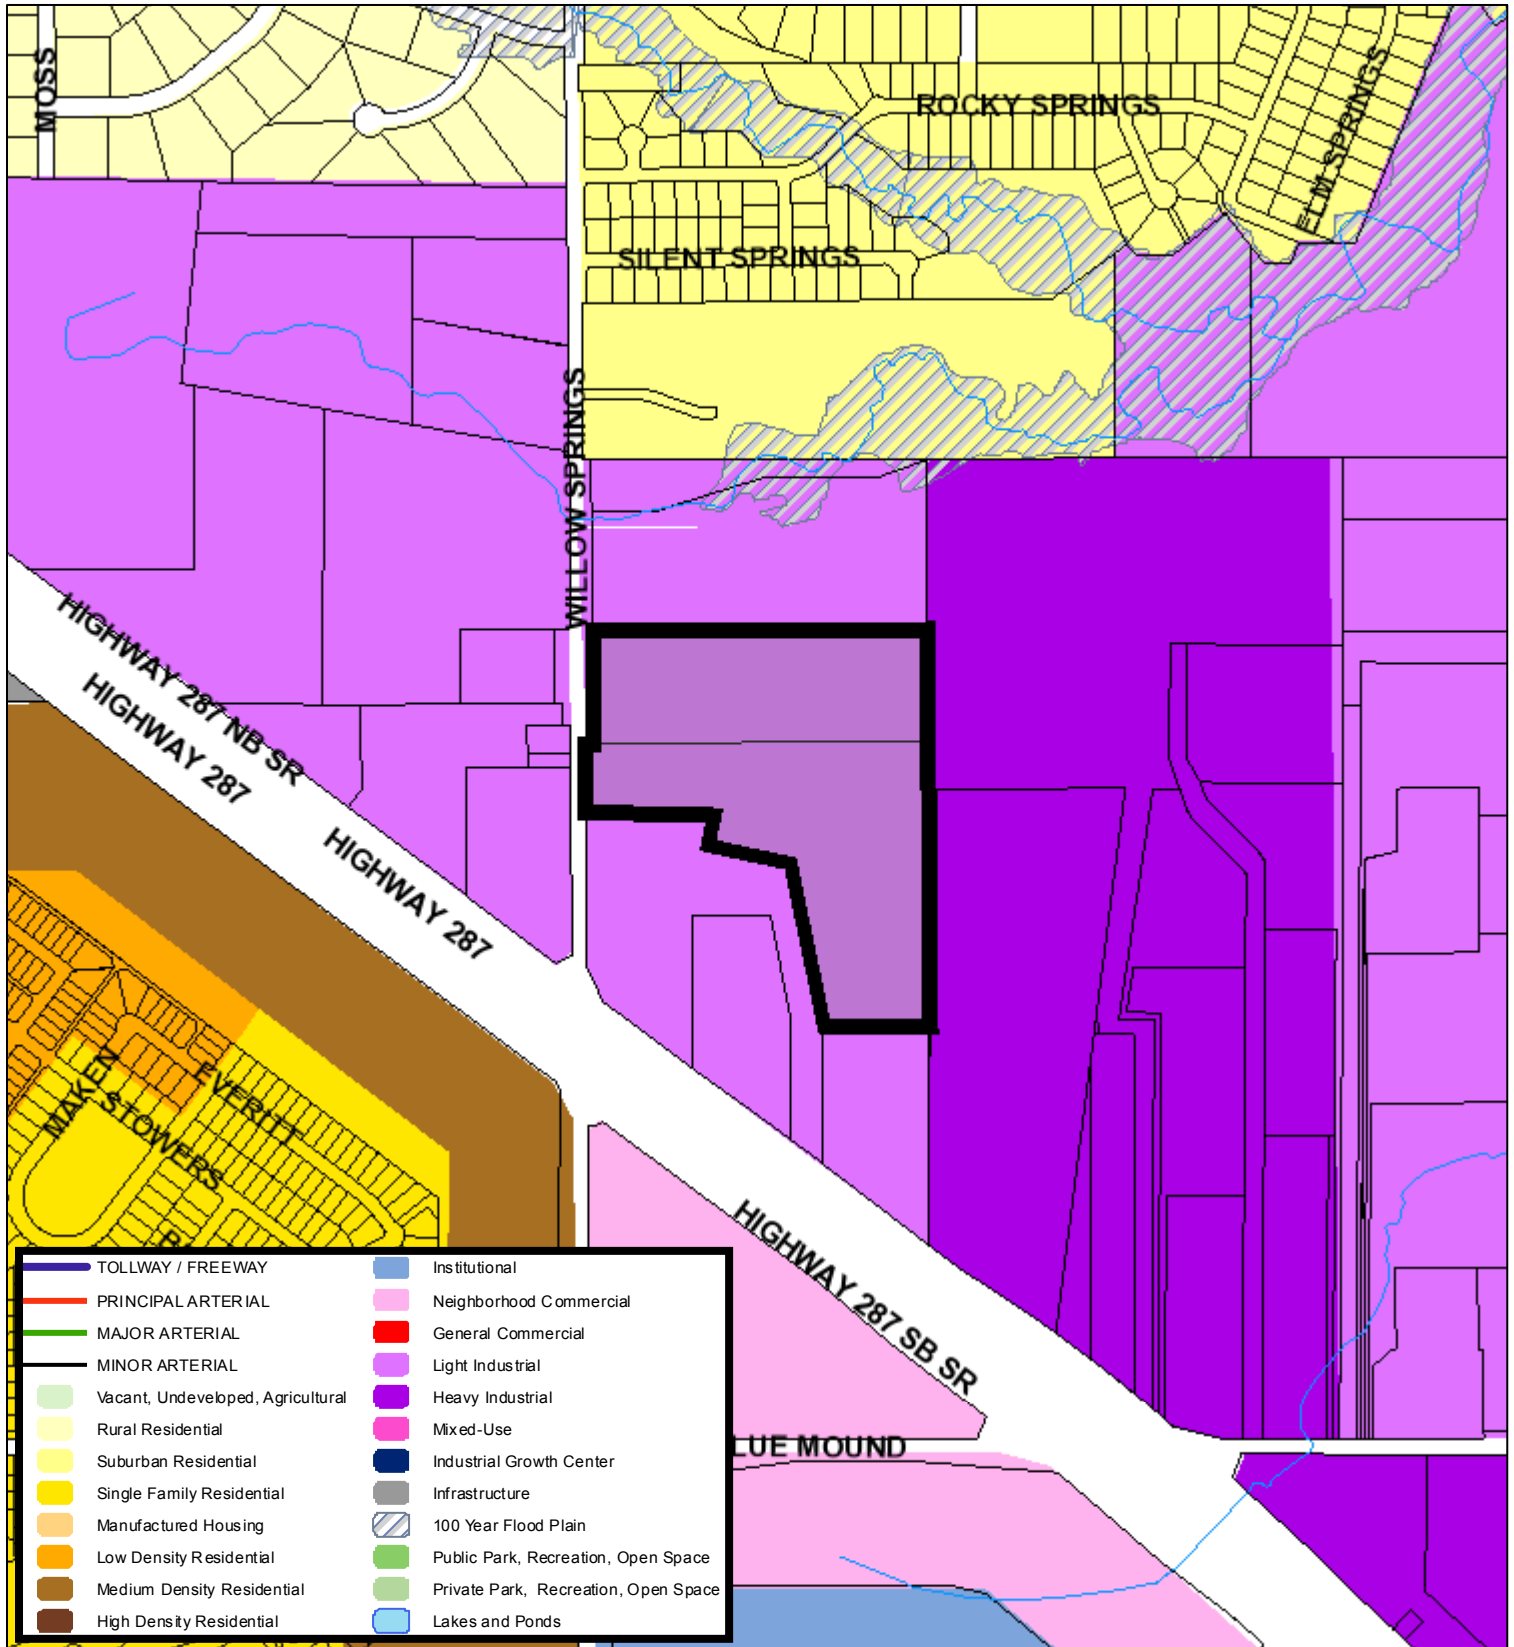 MOSS
ROCKY SPRINGS
ELM SPRINGS
SILENT SPRINGS
WILLOW SPRINGS
HIGHWAY 287 NB SR
HIGHWAY 287
HIGHWAY 287
EVERITT
MAKEN
STOWERS
HIGHWAY 287 SB SR
LUE MOUND
TOLLWAY / FREEWAY
PRINCIPAL ARTERIAL
MAJOR ARTERIAL
MINOR ARTERIAL
Vacant, Undeveloped, Agricultural
Rural Residential
Suburban Residential
Single Family Residential
Manufactured Housing
Low Density Residential
Medium Density Residential
High Density Residential
Institutional
Neighborhood Commercial
General Commercial
Light Industrial
Heavy Industrial
Mixed-Use
Industrial Growth Center
Infrastructure
100 Year Flood Plain
Public Park, Recreation, Open Space
Private Park, Recreation, Open Space
Lakes and Ponds